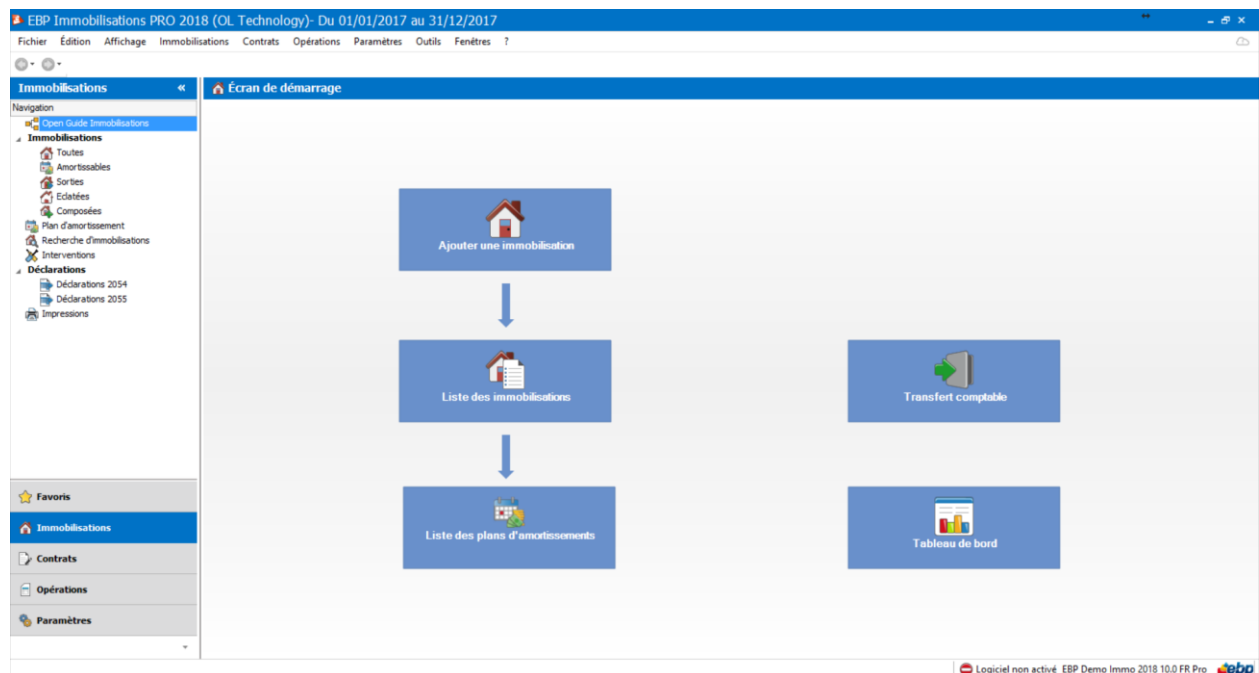 EBP Immobilisations PRO 2018 (OL Technology)- Du 01/01/2017 au 31/12/2017
Fichier Édition Affichage Immobilisations Contrats Opérations Paramètres Outils Fenêtres ?
Immobilisations «
Écran de démarrage
Navigation
Open Guide Immobilisations
Immobilisations
Toutes
Amortissables
Sorties
Eclatées
Composées
Plan d'amortissement
Recherche d'immobilisations
Interventions
Déclarations
Déclarations 2054
Déclarations 2055
Impressions
Ajouter une immobilisation
Liste des immobilisations
Transfert comptable
Liste des plans d'amortissements
Tableau de bord
Favoris
Immobilisations
Contrats
Opérations
Paramètres
Logiciel non activé EBP Demo Immo 2018 10.0 FR Pro ebp